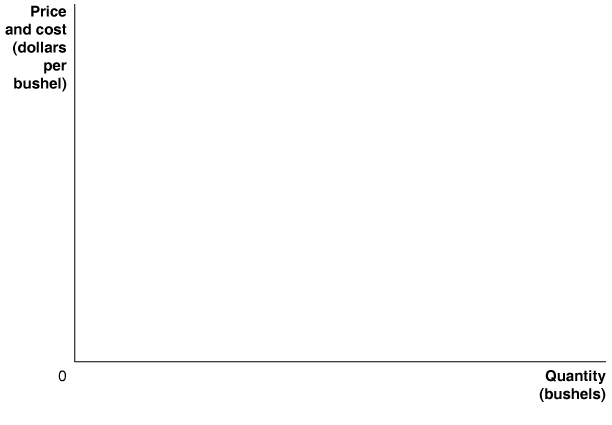 Price
and cost
(dollars
per
bushel)
0
Quantity
(bushels)